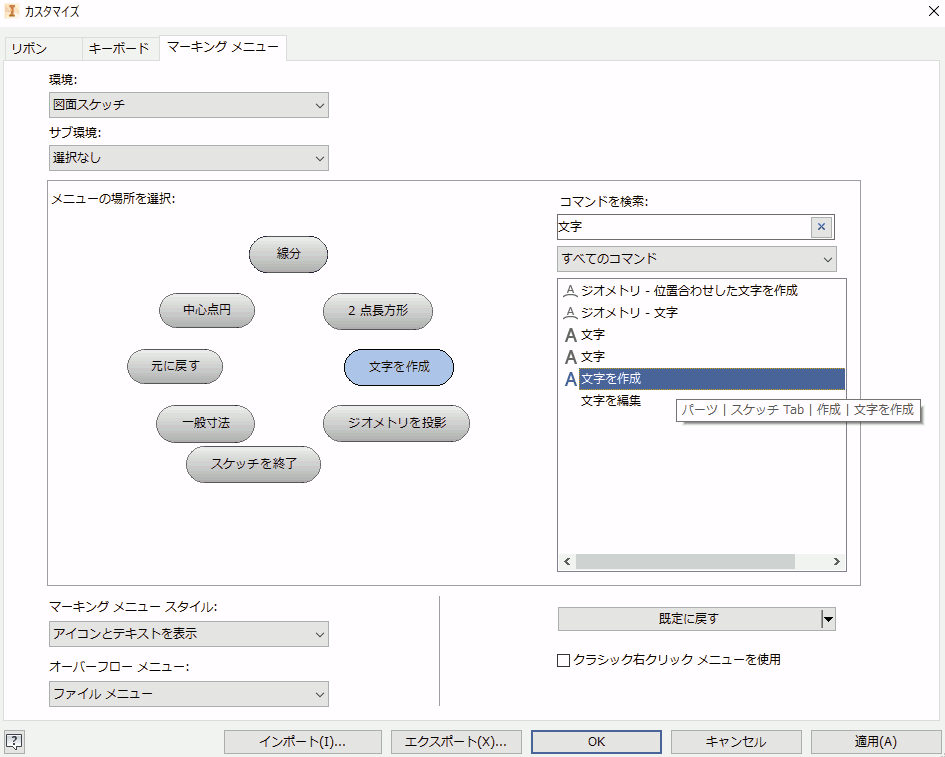 カスタマイズ
リボン
キーボード
マーキング メニュー
環境:
図面スケッチ
サブ環境:
選択なし
メニューの場所を選択:
線分
中心点円
2 点長方形
元に戻す
文字を作成
一般寸法
ジオメトリを投影
スケッチを終了
コマンドを検索:
文字
すべてのコマンド
ジオメトリ - 位置合わせした文字を作成
ジオメトリ - 文字
文字
文字
文字を作成
文字を編集
パーツ | スケッチ Tab | 作成 | 文字を作成
マーキング メニュー スタイル:
アイコンとテキストを表示
オーバーフロー メニュー:
ファイル メニュー
既定に戻す
クラシック右クリック メニューを使用
インポート(I)...
エクスポート(X)...
OK
キャンセル
適用(A)